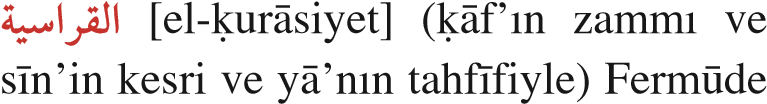 القراسية [el-ḳurāsiyet] (ḳāf’ın zammı ve
sīn’in kesri ve yā’nın tahfīfiyle) Fermūde